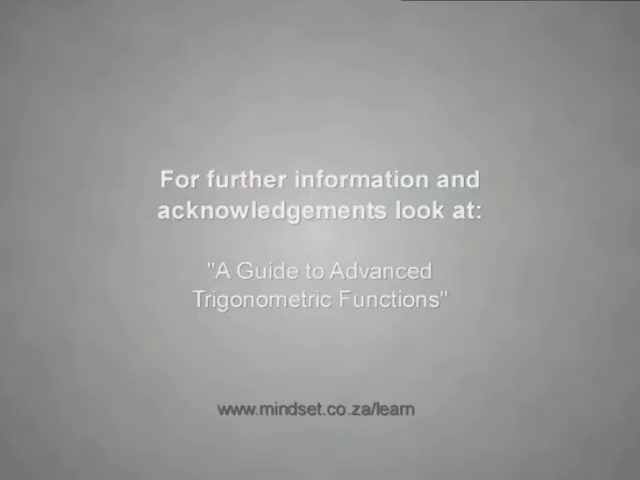 For further information and
acknowledgements look at:
"A Guide to Advanced
Trigonometric Functions"
www.mindset.co.za/learn